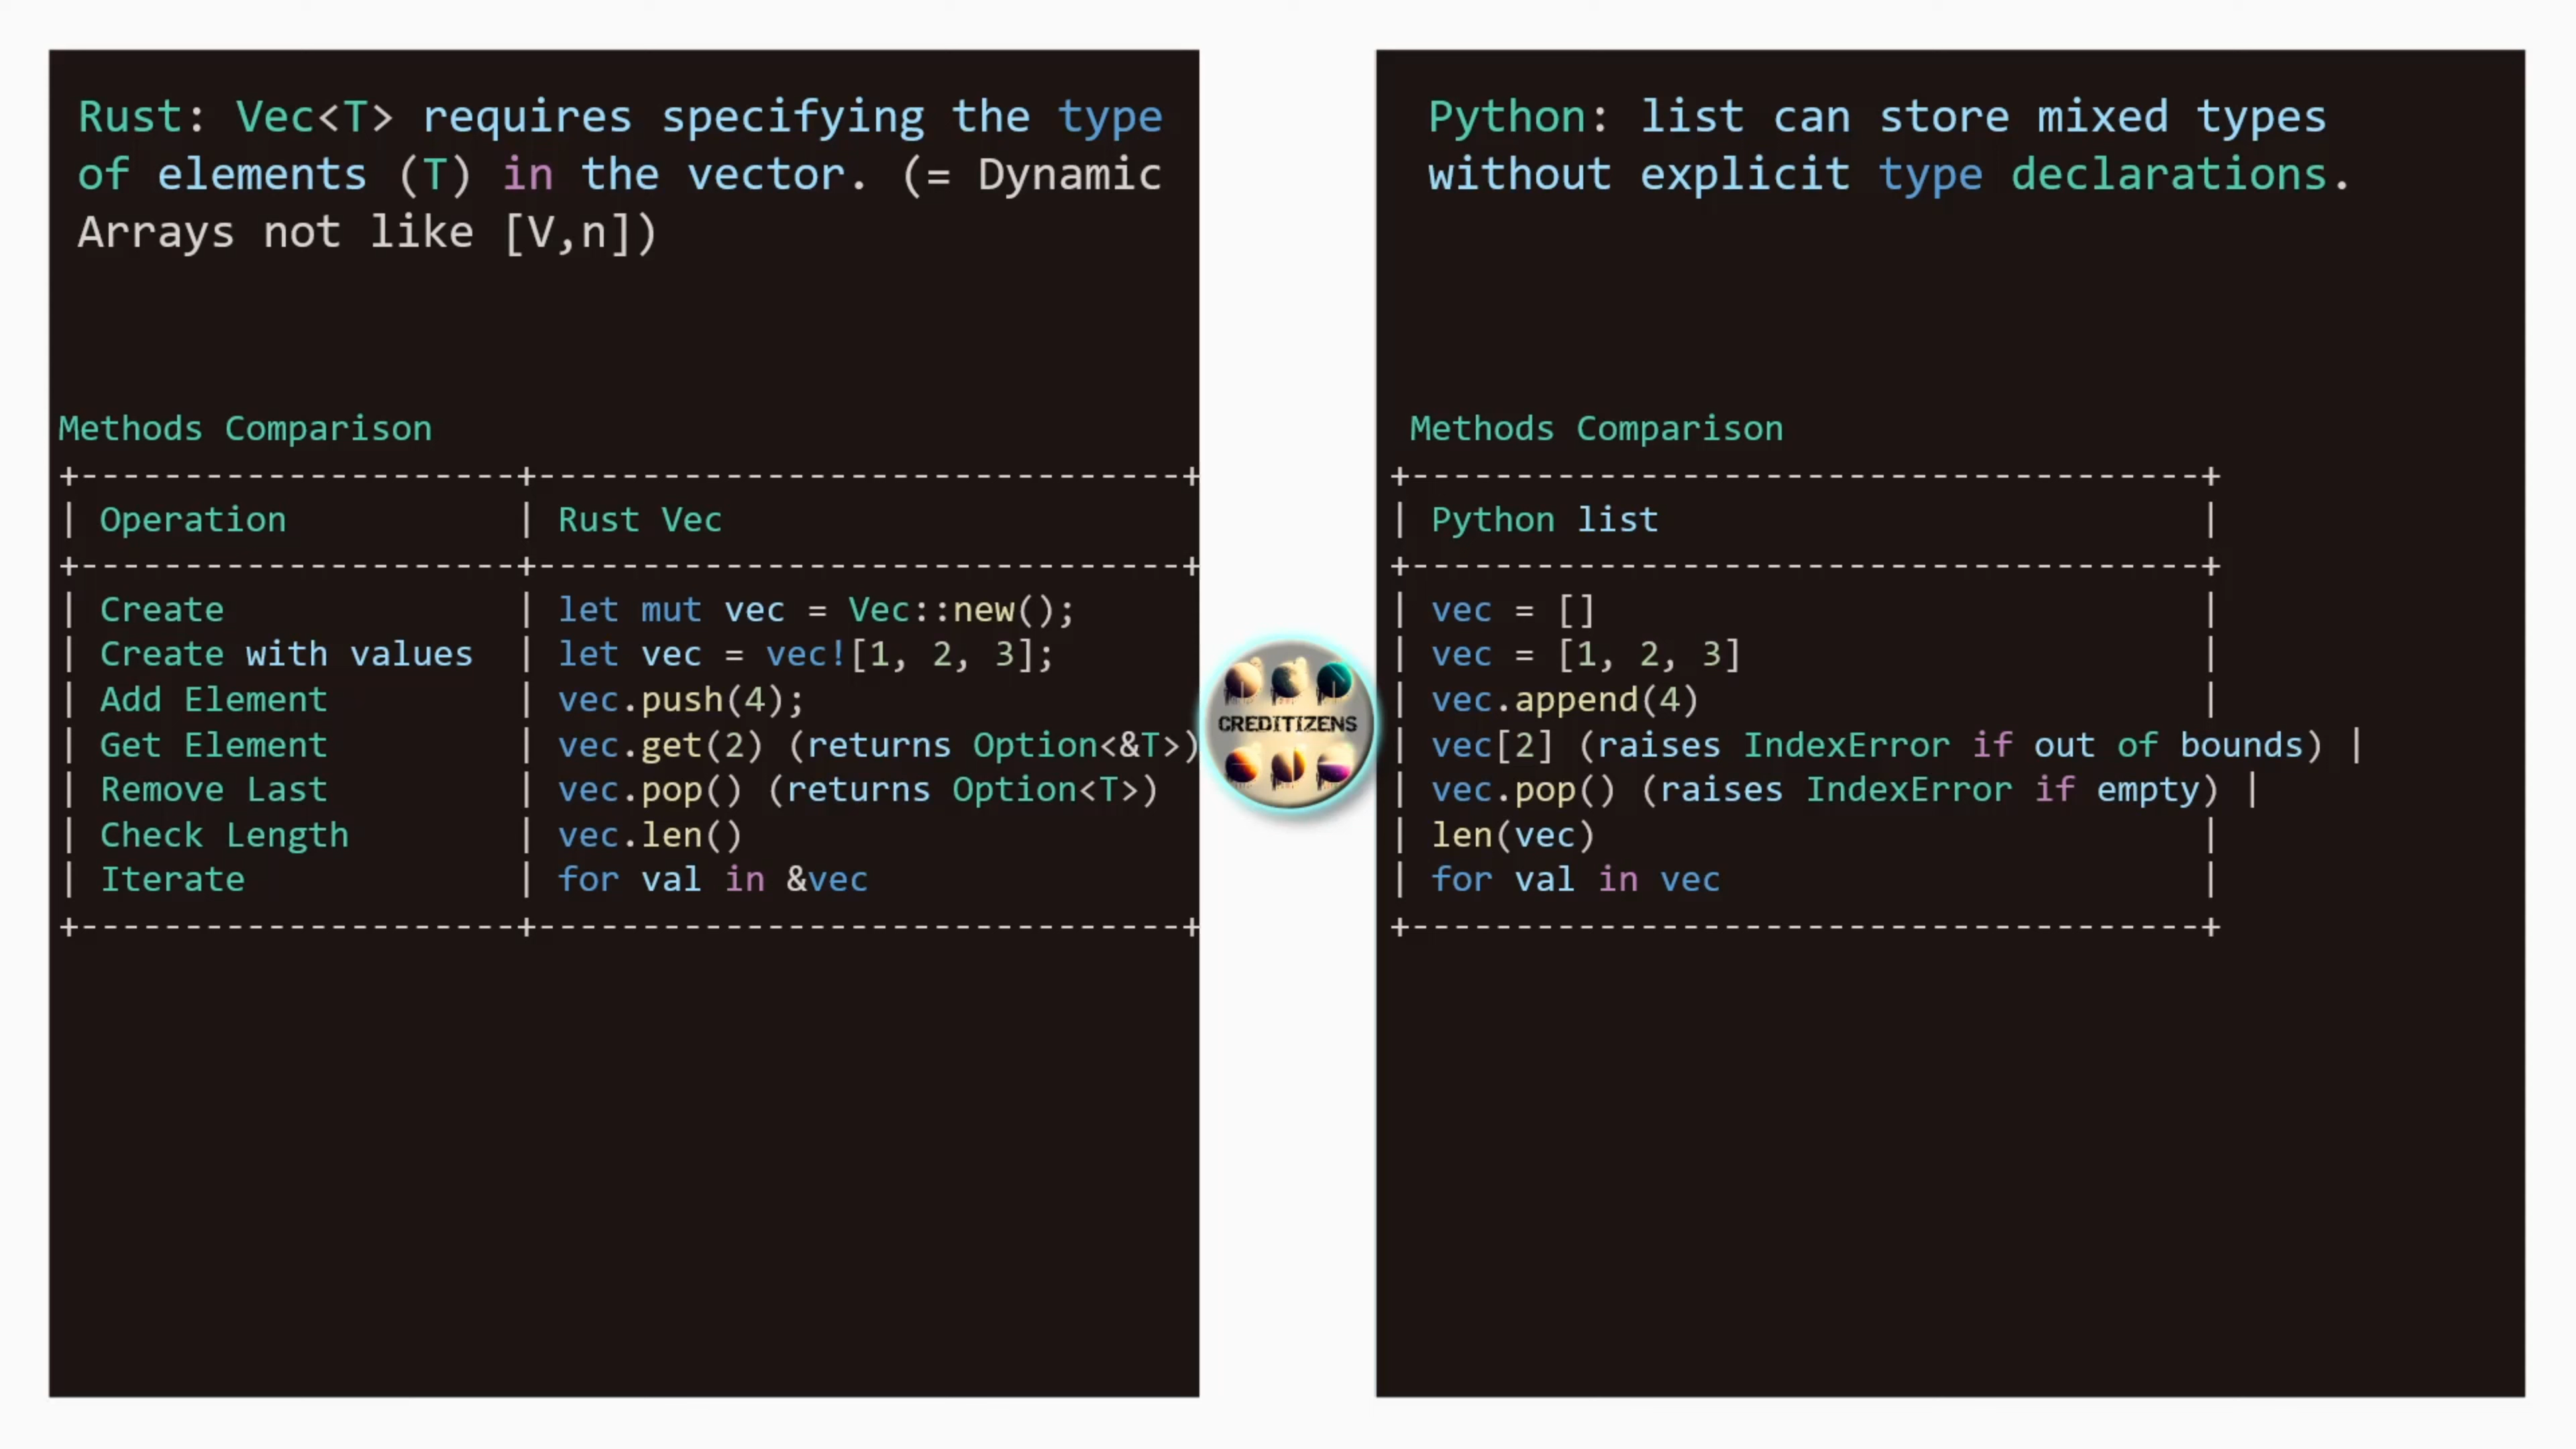 Rust: Vec<T> requires specifying the type
of elements (T) in the vector. (= Dynamic
Arrays not like [V,n])
Methods Comparison
+---------------------+-------------------------------+
| Operation | Rust Vec
+---------------------+-------------------------------+
| Create | let mut vec = Vec::new();
| Create with values | let vec = vec![1, 2, 3];
| Add Element | vec.push(4);
| Get Element | vec.get(2) (returns Option<&T>)
| Remove Last | vec.pop() (returns Option<T>)
| Check Length | vec.len()
| Iterate | for val in &vec
+---------------------+-------------------------------+
CREDITIZENS
Python: list can store mixed types
without explicit type declarations.
Methods Comparison
+--------------------------------------+
| Python list |
+--------------------------------------+
| vec = [] |
| vec = [1, 2, 3] |
| vec.append(4) |
| vec[2] (raises IndexError if out of bounds) |
| vec.pop() (raises IndexError if empty) |
| len(vec) |
| for val in vec |
+--------------------------------------+